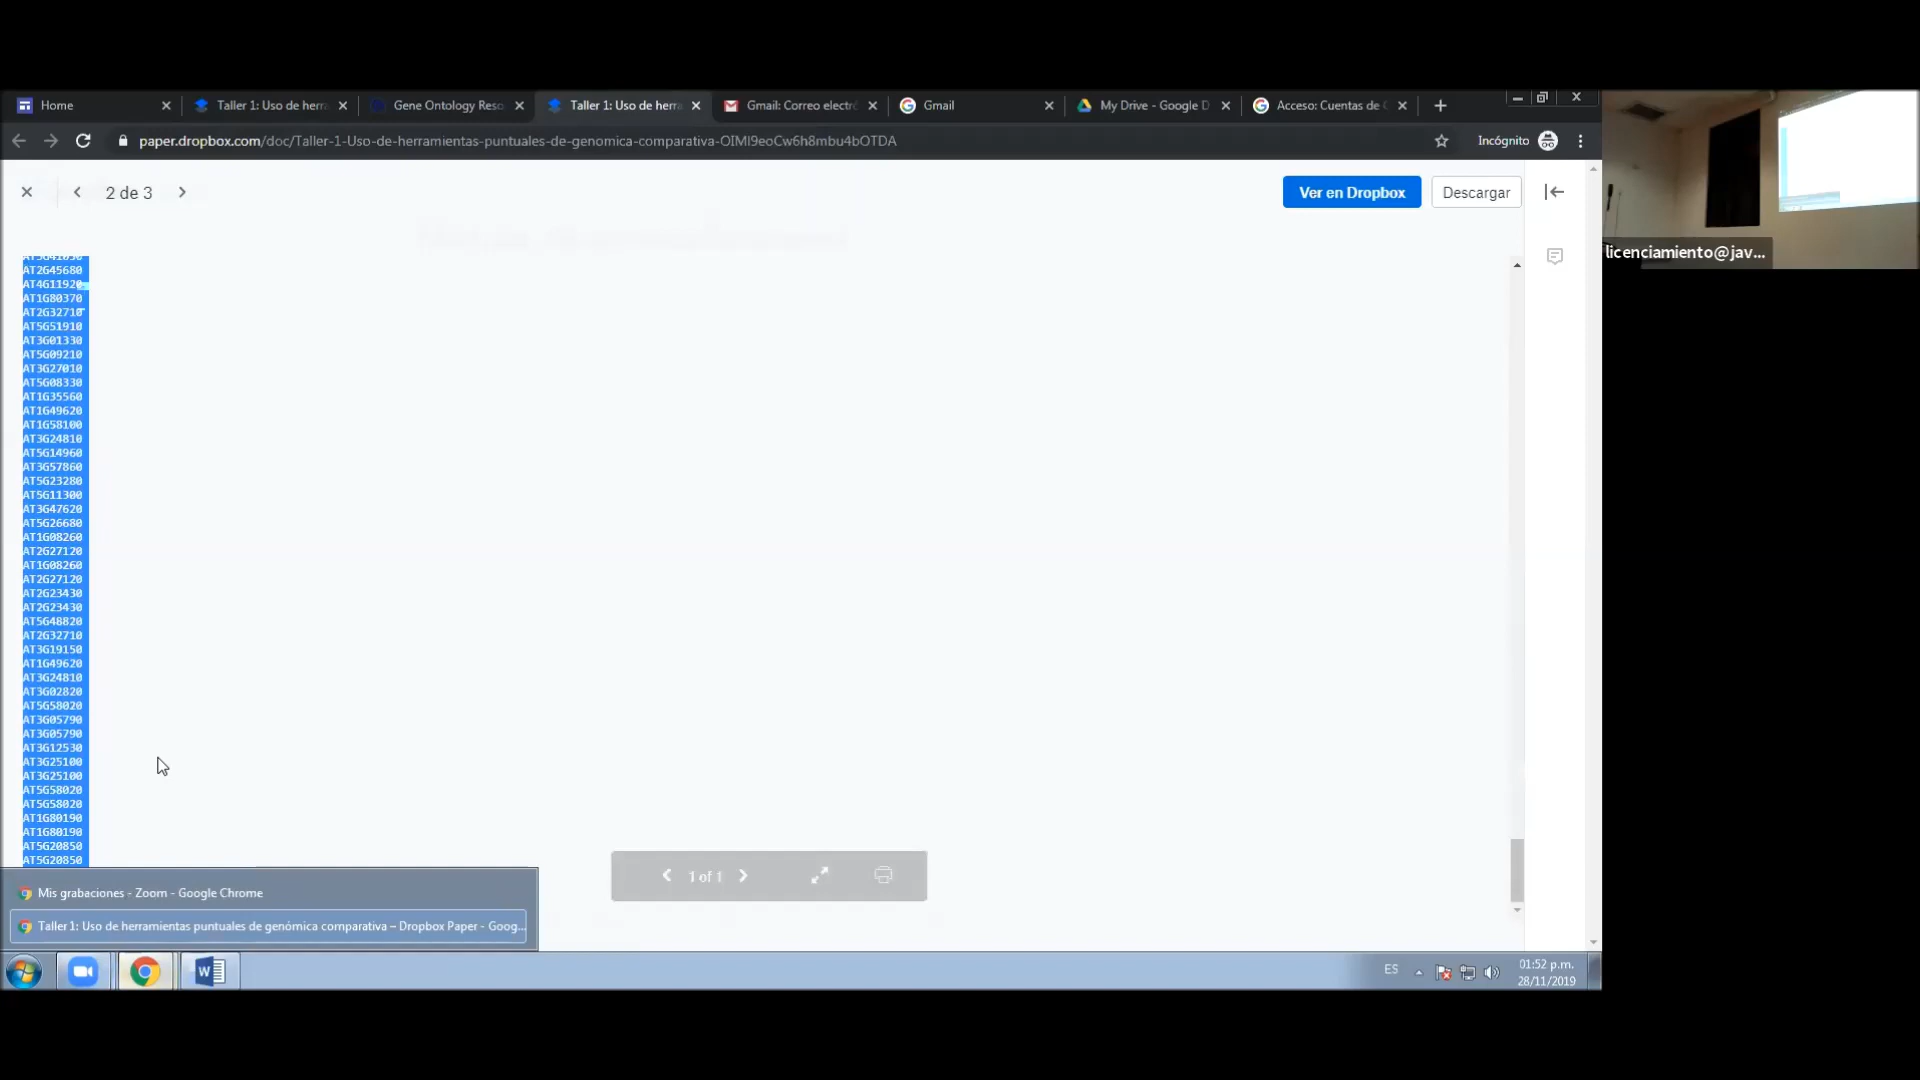 Home
Taller 1: Uso de herra
Gene Ontology Reso
Taller 1: Uso de herra
Gmail: Correo electró
Gmail
My Drive - Google D
Acceso: Cuentas de G
paper.dropbox.com/doc/Taller-1-Uso-de-herramientas-puntuales-de-genomica-comparativa-OIMI9eoCw6h8mbu4bOTDA
Incógnito
2 de 3
Ver en Dropbox
Descargar
licenciamiento@jav...
AT2G45680
AT4G11920
AT1G80370
AT2G32710
AT5G51910
AT3G01330
AT5G09210
AT3G27010
AT5G08330
AT1G35560
AT1G49620
AT1G58100
AT3G24810
AT5G14960
AT3G57860
AT5G23280
AT5G11300
AT3G47620
AT5G26680
AT1G08260
AT2G27120
AT1G08260
AT2G27120
AT2G23430
AT2G23430
AT5G48820
AT2G32710
AT3G19150
AT1G49620
AT3G24810
AT3G02820
AT5G58020
AT3G05790
AT3G05790
AT3G12530
AT3G25100
AT3G25100
AT5G58020
AT5G58020
AT1G80190
AT1G80190
AT5G20850
AT5G20850
1 of 1
Mis grabaciones - Zoom - Google Chrome
Taller 1: Uso de herramientas puntuales de genómica comparativa – Dropbox Paper - Goog...
ES
01:52 p.m.
28/11/2019